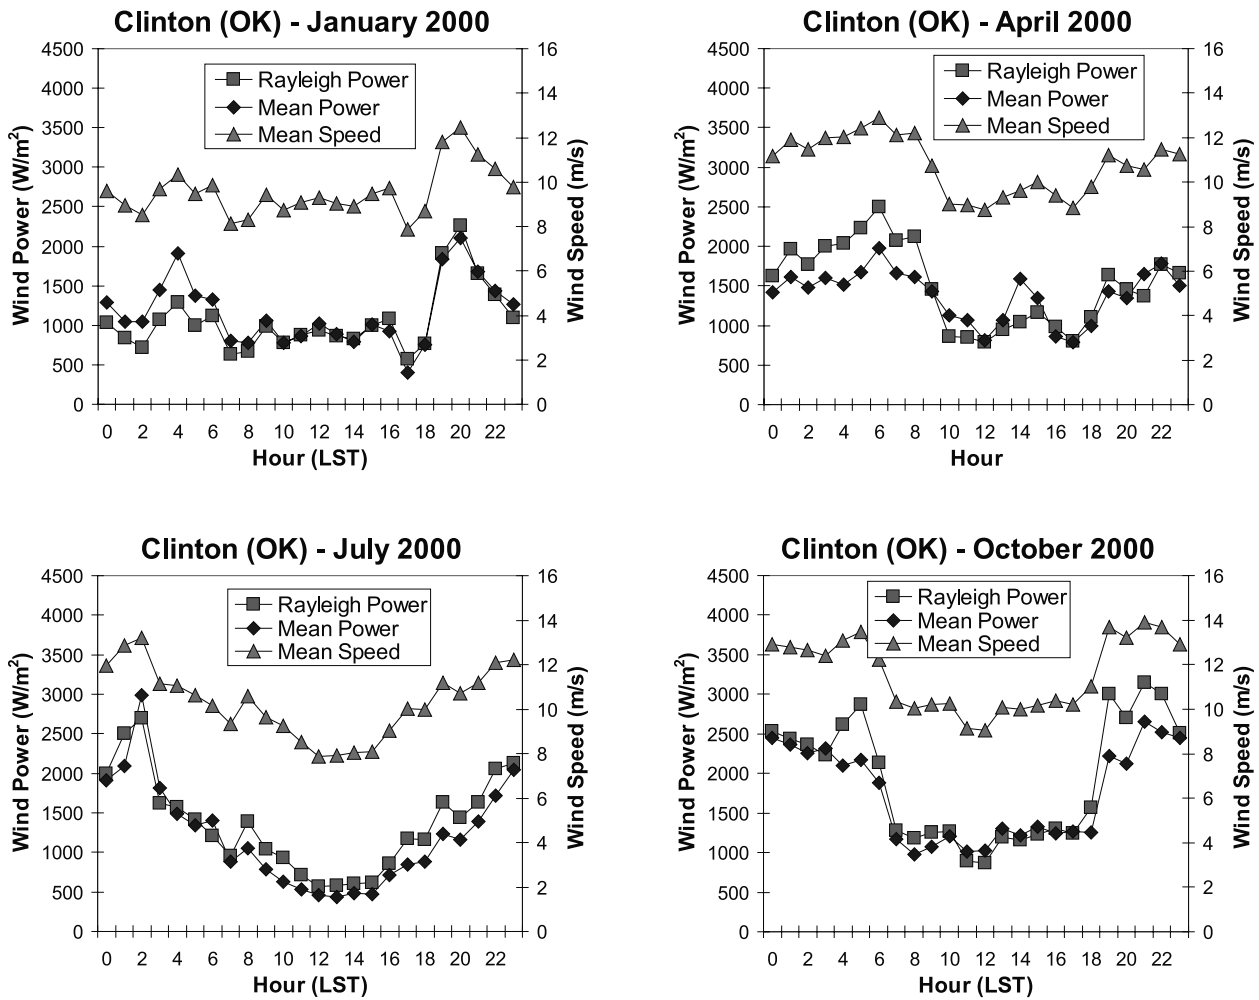 Clinton (OK) - January 2000
4500
4000
3500
3000
2500
2000
1500
1000
500
0
Wind Power (W/m²)
16
14
12
10
8
6
4
2
0
Wind Speed (m/s)
Rayleigh Power
Mean Power
Mean Speed
0 2 4 6 8 10 12 14 16 18 20 22
Hour (LST)
Clinton (OK) - April 2000
4500
4000
3500
3000
2500
2000
1500
1000
500
0
Wind Power (W/m²)
16
14
12
10
8
6
4
2
0
Wind Speed (m/s)
Rayleigh Power
Mean Power
Mean Speed
0 2 4 6 8 10 12 14 16 18 20 22
Hour
Clinton (OK) - July 2000
4500
4000
3500
3000
2500
2000
1500
1000
500
0
Wind Power (W/m²)
16
14
12
10
8
6
4
2
0
Wind Speed (m/s)
Rayleigh Power
Mean Power
Mean Speed
0 2 4 6 8 10 12 14 16 18 20 22
Hour (LST)
Clinton (OK) - October 2000
4500
4000
3500
3000
2500
2000
1500
1000
500
0
Wind Power (W/m²)
16
14
12
10
8
6
4
2
0
Wind Speed (m/s)
Rayleigh Power
Mean Power
Mean Speed
0 2 4 6 8 10 12 14 16 18 20 22
Hour (LST)